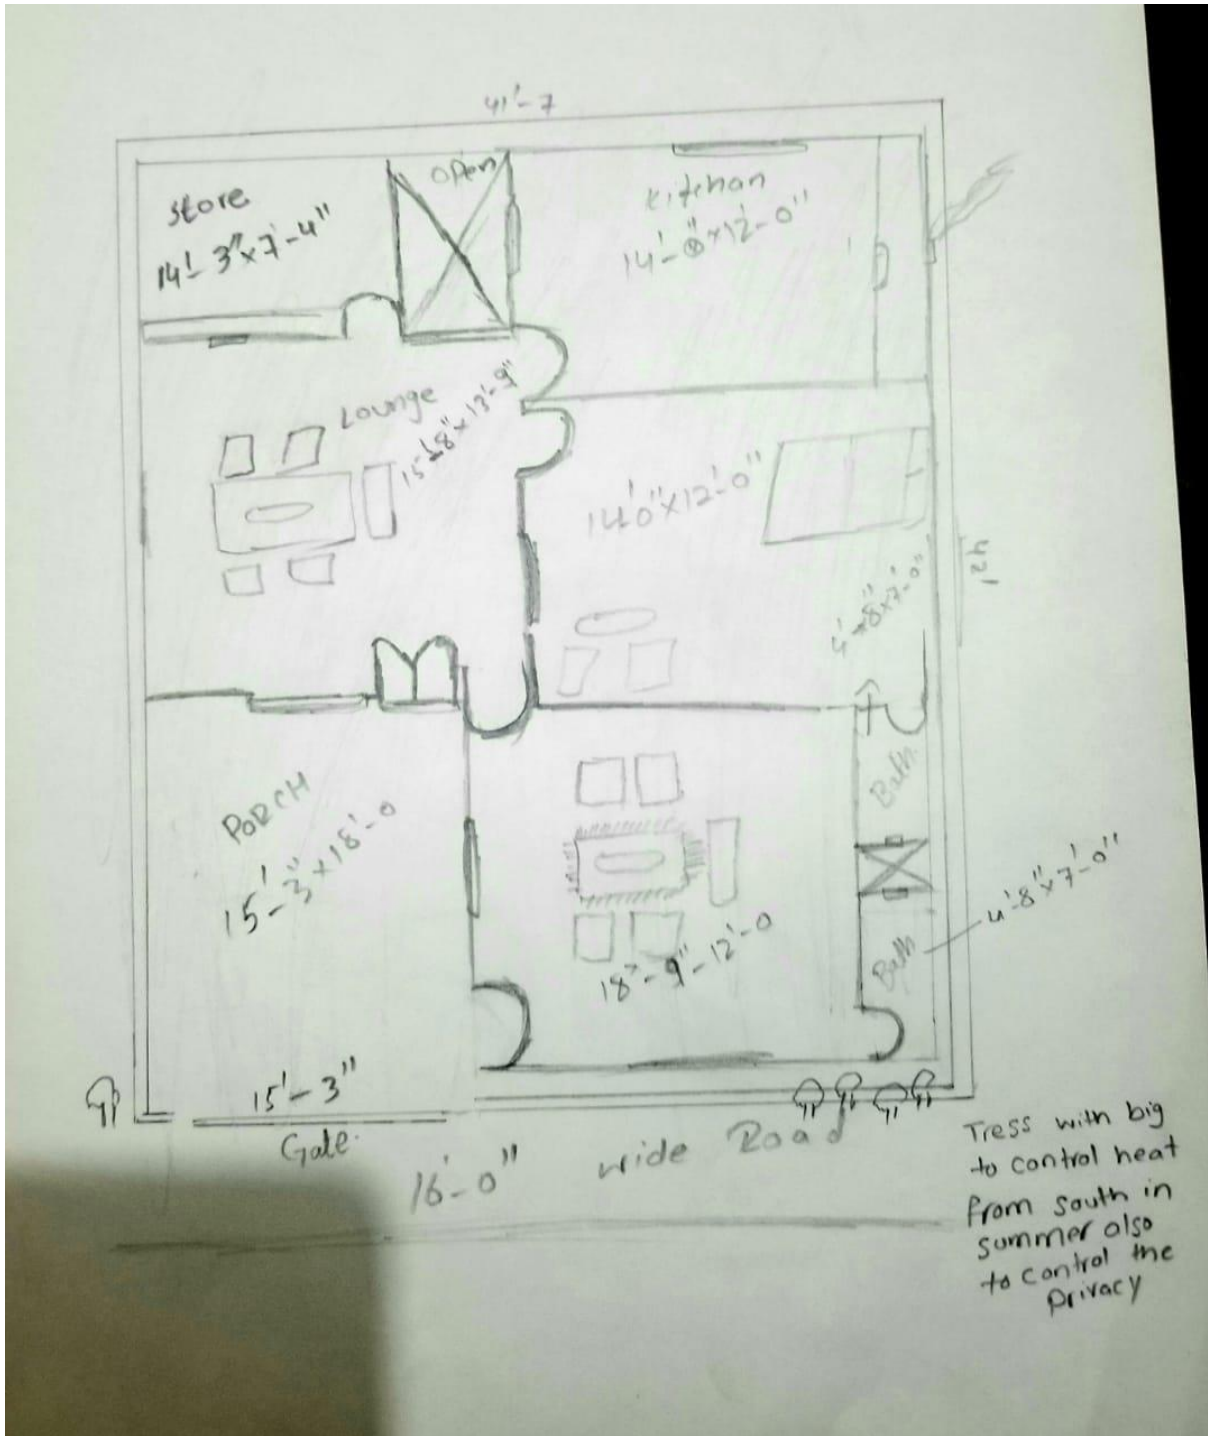 41'-7
store
14'-3"x7'-4"
open
kitchan
14'-0"x12'-0"
Lounge
15'-8"x13'-9"
14'0"x12'-0"
42'
4'-8"x7'-0"
PORCH
15'-3"x18'-0
Bath
18'-9"-12'-0
Bath
4'-8"x7'-0"
15'-3"
Gate
16'-0" wide Road
Tress with big
to control heat
from south in
summer also
to control the
privacy